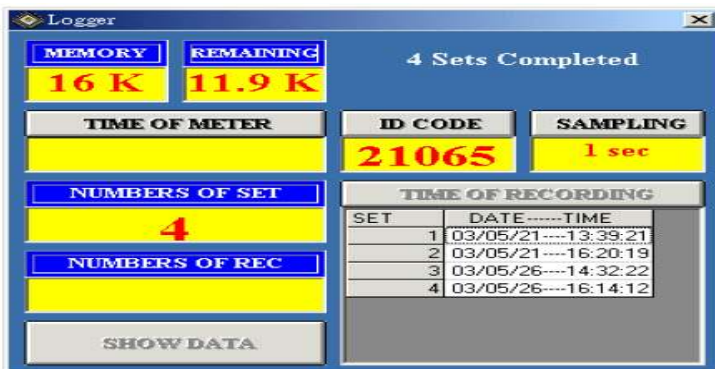 Logger
MEMORY REMAINING
4 Sets Completed
16 K 11.9 K
TIME OF METER
ID CODE SAMPLING
21065 1 sec
NUMBERS OF SET
4
TIME OF RECORDING
SET DATE------TIME
1 03/05/21----13:39:21
2 03/05/21----16:20:19
3 03/05/26----14:32:22
4 03/05/26----16:14:12
NUMBERS OF REC
SHOW DATA